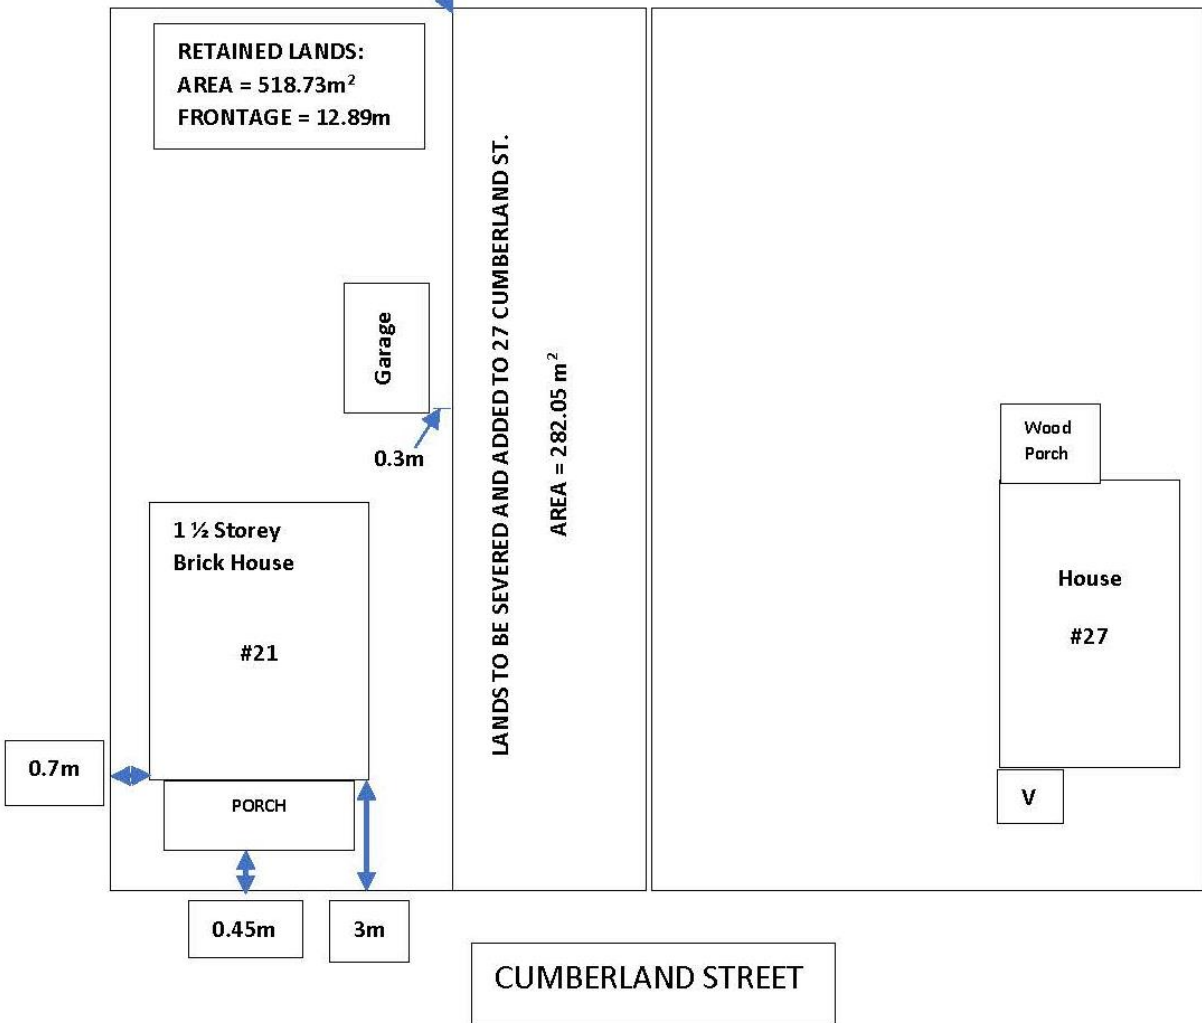 RETAINED LANDS:
AREA = 518.73m²
FRONTAGE = 12.89m
LANDS TO BE SEVERED AND ADDED TO 27 CUMBERLAND ST.
AREA = 282.05 m²
Garage
0.3m
Wood
Porch
1 ½ Storey
Brick House
#21
House
#27
0.7m
PORCH
V
0.45m
3m
CUMBERLAND STREET